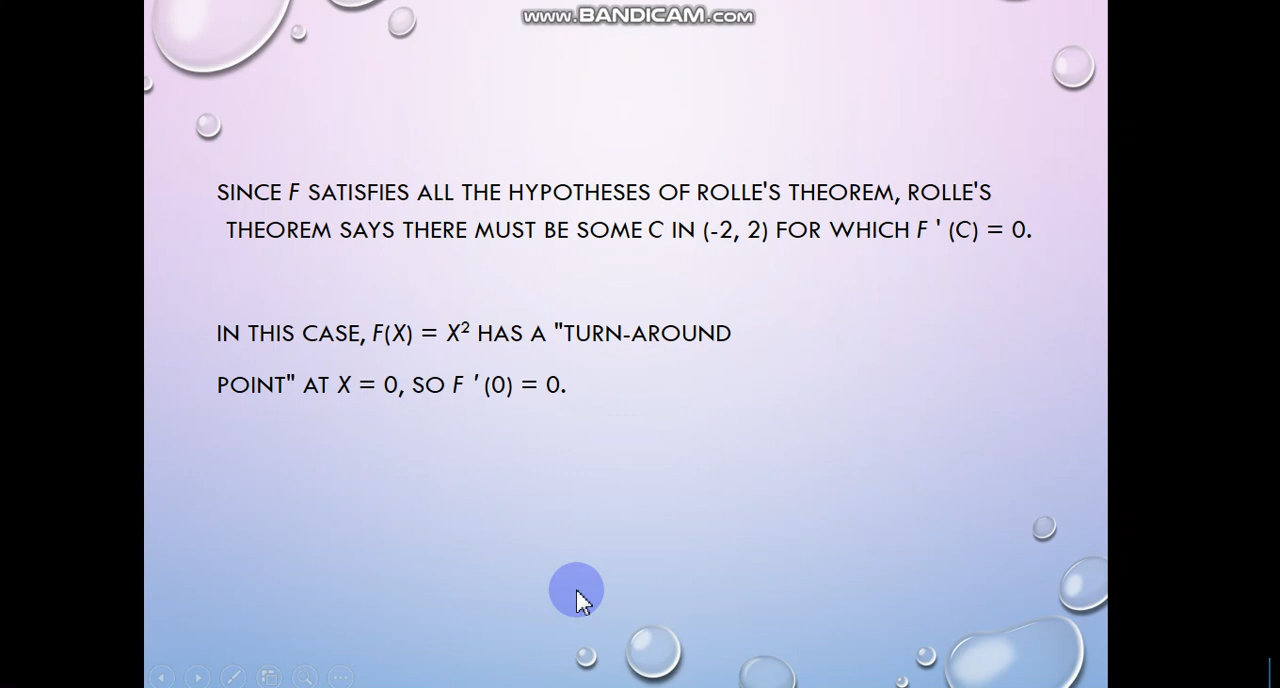 www.BANDICAM.com
SINCE F SATISFIES ALL THE HYPOTHESES OF ROLLE'S THEOREM, ROLLE'S
THEOREM SAYS THERE MUST BE SOME C IN (-2, 2) FOR WHICH F ' (C) = 0.
IN THIS CASE, F(X) = X² HAS A "TURN-AROUND
POINT" AT X = 0, SO F ' (0) = 0.